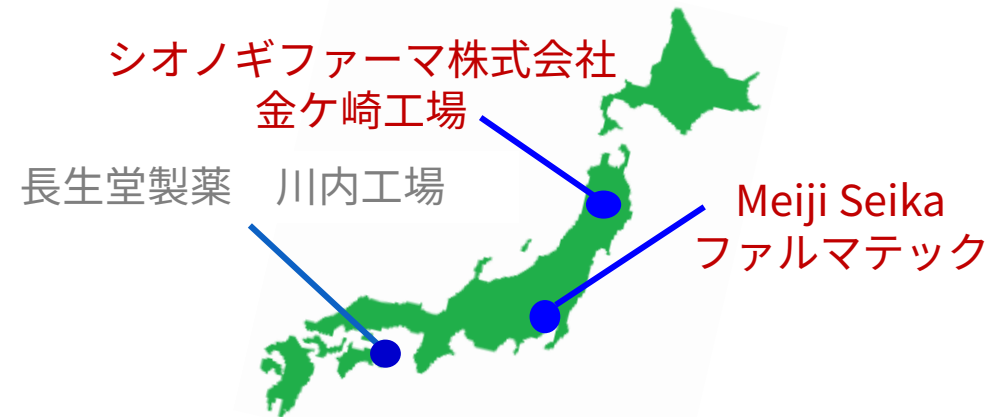 シオノギファーマ株式会社
金ケ崎工場
長生堂製薬　川内工場
Meiji Seika
ファルマテック